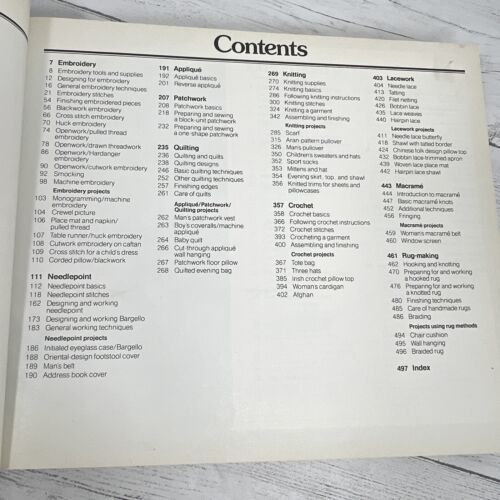 Contents
7 Embroidery
8 Embroidery tools and supplies
12 Designing for embroidery
16 General embroidery techniques
21 Embroidery stitches
54 Finishing embroidered pieces
56 Blackwork embroidery
66 Cross stitch embroidery
70 Huck embroidery
74 Openwork/pulled thread
embroidery
78 Openwork/drawn threadwork
86 Openwork/Hardanger
embroidery
90 Openwork/cutwork embroidery
92 Smocking
98 Machine embroidery
Embroidery projects
103 Monogramming/machine
embroidery
104 Crewel picture
106 Place mat and napkin/
pulled thread
107 Table runner/huck embroidery
108 Cutwork embroidery on caftan
109 Cross stitch for a child's dress
110 Corded pillow/blackwork
111 Needlepoint
112 Needlepoint basics
118 Needlepoint stitches
162 Designing and working
needlepoint
173 Designing and working Bargello
183 General working techniques
Needlepoint projects
186 Initialed eyeglass case/Bargello
188 Oriental-design footstool cover
189 Man's belt
190 Address book cover
191 Appliqué
192 Appliqué basics
201 Reverse appliqué
207 Patchwork
208 Patchwork basics
218 Preparing and sewing
a block-unit patchwork
232 Preparing and sewing
a one-shape patchwork
235 Quilting
236 Quilting and quilts
238 Quilting designs
246 Basic quilting techniques
252 Other quilting techniques
257 Finishing edges
261 Care of quilts
Appliqué/Patchwork/
Quilting projects
262 Man's patchwork vest
263 Boy's coveralls/machine
appliqué
264 Baby quilt
266 Cut-through appliqué
wall hanging
267 Patchwork floor pillow
268 Quilted evening bag
269 Knitting
270 Knitting supplies
274 Knitting basics
286 Following knitting instructions
300 Knitting stitches
324 Knitting a garment
342 Assembling and finishing
Knitting projects
285 Scarf
315 Aran-pattern pullover
326 Man's pullover
350 Children's sweaters and hats
352 Sport socks
353 Mittens and hat
354 Evening skirt, top, and shawl
356 Knitted trims for sheets and
pillowcases
357 Crochet
358 Crochet basics
366 Following crochet instructions
372 Crochet stitches
393 Crocheting a garment
400 Assembling and finishing
Crochet projects
367 Tote bag
371 Three hats
385 Irish crochet pillow top
394 Woman's cardigan
402 Afghan
403 Lacework
404 Needle lace
413 Tatting
420 Filet netting
426 Bobbin lace
435 Lace weaves
440 Hairpin lace
Lacework projects
411 Needle lace butterfly
418 Shawl with tatted border
424 Chinese folk design pillow top
432 Bobbin lace-trimmed apron
439 Woven lace place mat
442 Hairpin lace shawl
443 Macramé
444 Introduction to macramé
447 Basic macramé knots
452 Additional techniques
456 Fringing
Macramé projects
459 Woman's macramé belt
460 Window screen
461 Rug-making
462 Hooking and knotting
470 Preparing for and working
a hooked rug
476 Preparing for and working
a knotted rug
480 Finishing techniques
485 Care of handmade rugs
486 Braiding
Projects using rug methods
494 Chair cushion
495 Wall hanging
496 Braided rug
497 Index